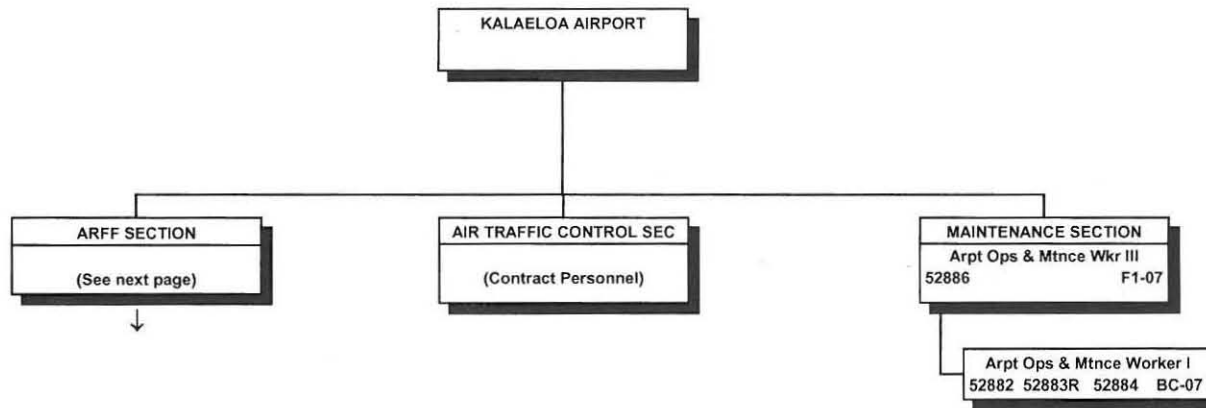 KALAELOA AIRPORT
ARFF SECTION
(See next page)
↓
AIR TRAFFIC CONTROL SEC
(Contract Personnel)
MAINTENANCE SECTION
Arpt Ops & Mtnce Wkr III
52886 F1-07
Arpt Ops & Mtnce Worker I
52882 52883R 52884 BC-07